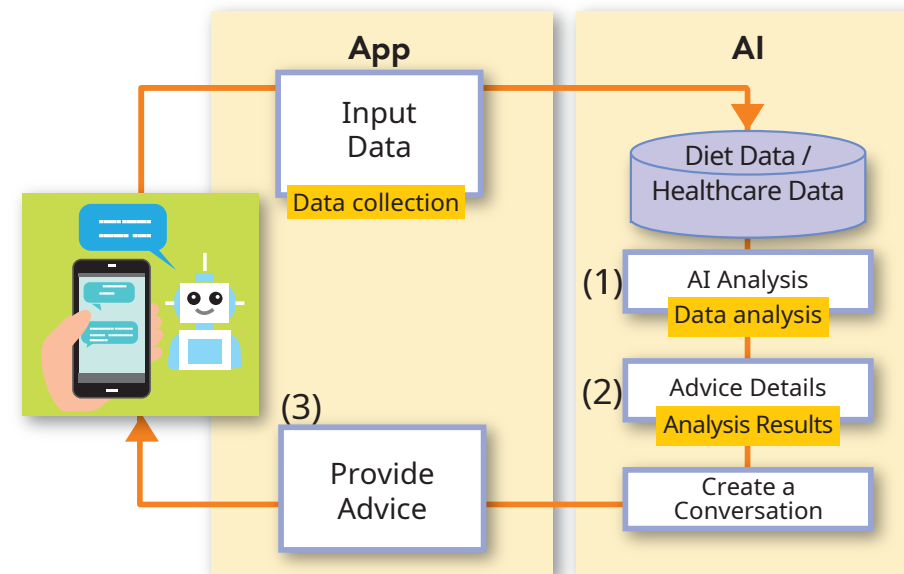 App
Input
Data
Data collection
AI
Diet Data /
Healthcare Data
(1)
AI Analysis
Data analysis
(2)
Advice Details
Analysis Results
Create a
Conversation
(3)
Provide
Advice